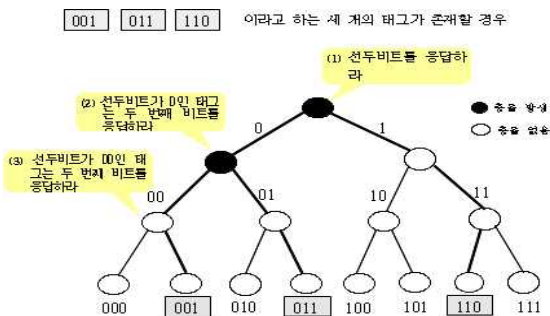 001 011 110 이라고 하는 세 개의 태그가 존재할 경우
(1) 선두비트를 응답하
라
(2) 선두비트가 0인 태그
는 두 번째 비트를
응답하라
충돌 발생
충돌 없음
0 1
(3) 선두비트가 00인 태
그는 두 번째 비트를
응답하라
00 01 10 11
000 001 010 011 100 101 110 111